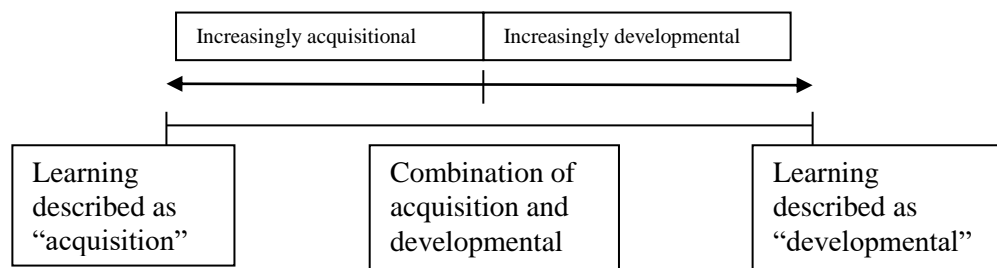 Increasingly acquisitional
Increasingly developmental
Learning
described as
“acquisition”
Combination of
acquisition and
developmental
Learning
described as
“developmental”